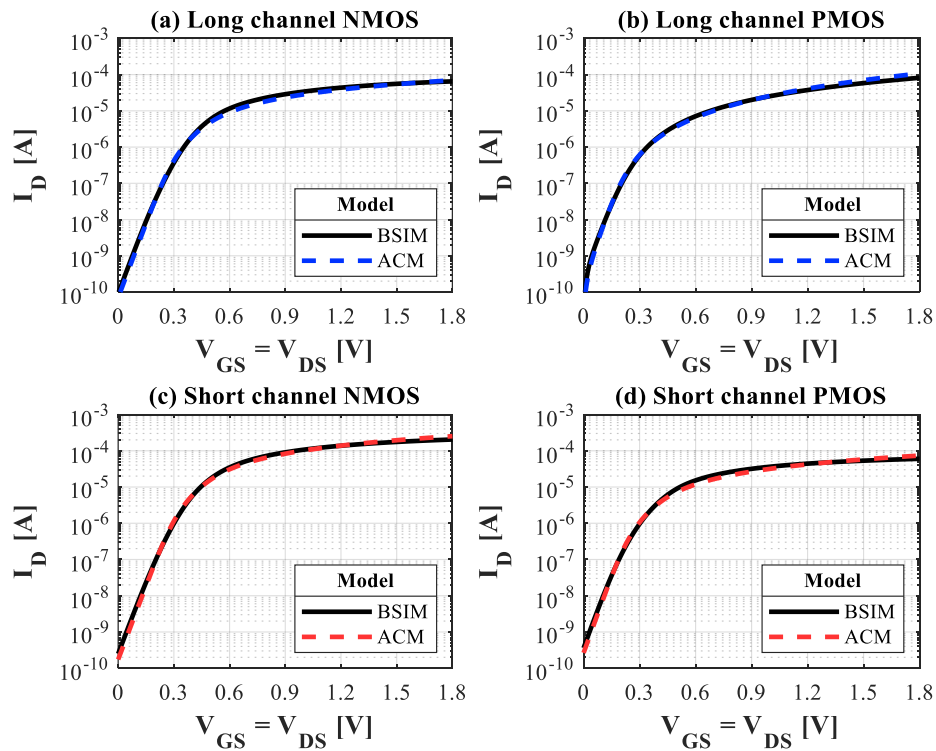 (a) Long channel NMOS
10^-3
10^-4
10^-5
10^-6
10^-7
10^-8
10^-9
10^-10
I_D [A]
Model
BSIM
ACM
0 0.3 0.6 0.9 1.2 1.5 1.8
V_GS = V_DS [V]
(b) Long channel PMOS
10^-3
10^-4
10^-5
10^-6
10^-7
10^-8
10^-9
10^-10
I_D [A]
Model
BSIM
ACM
0 0.3 0.6 0.9 1.2 1.5 1.8
V_GS = V_DS [V]
(c) Short channel NMOS
10^-3
10^-4
10^-5
10^-6
10^-7
10^-8
10^-9
10^-10
I_D [A]
Model
BSIM
ACM
0 0.3 0.6 0.9 1.2 1.5 1.8
V_GS = V_DS [V]
(d) Short channel PMOS
10^-3
10^-4
10^-5
10^-6
10^-7
10^-8
10^-9
10^-10
I_D [A]
Model
BSIM
ACM
0 0.3 0.6 0.9 1.2 1.5 1.8
V_GS = V_DS [V]